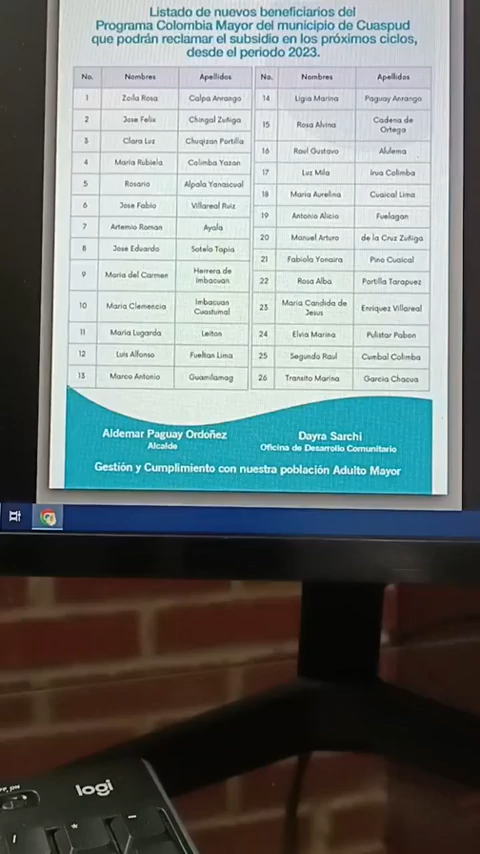 Listado de nuevos beneficiarios del
Programa Colombia Mayor del municipio de Cuaspud
que podrán reclamar el subsidio en los próximos ciclos,
desde el periodo 2023.
No. Nombres Apellidos No. Nombres Apellidos
1 Zoila Rosa Calpa Anrango 14 Ligia Marina Paguay Anrango
2 Jose Felix Chingal Zuñiga 15 Rosa Alvina Cadena de Ortega
3 Clara Luz Chuqizan Portilla 16 Raul Gustavo Alulema
4 Maria Rubiela Colimba Yazan 17 Luz Mila Irua Colimba
5 Rosario Alpala Yanascual 18 Maria Aurelina Cuaical Lima
6 Jose Fabio Villareal Ruiz 19 Antonio Alicio Fuelagan
7 Artemio Roman Ayala 20 Manuel Arturo de la Cruz Zuñiga
8 Jose Eduardo Sotelo Tapia 21 Fabiola Yonaira Pino Cuaical
9 Maria del Carmen Herrera de Imbacuan 22 Rosa Alba Portilla Tarapuez
10 Maria Clemencia Imbacuan Cuastumal 23 Maria Candida de Jesus Enriquez Villareal
11 Maria Lugarda Leiton 24 Elvia Marina Pulistar Pabon
12 Luis Alfonso Fueltan Lima 25 Segundo Raul Cumbal Colimba
13 Marco Antonio Guamilamag 26 Transito Marina Garcia Chacua
Aldemar Paguay Ordoñez
Alcalde
Dayra Sarchi
Oficina de Desarrollo Comunitario
Gestión y Cumplimiento con nuestra población Adulto Mayor
logi